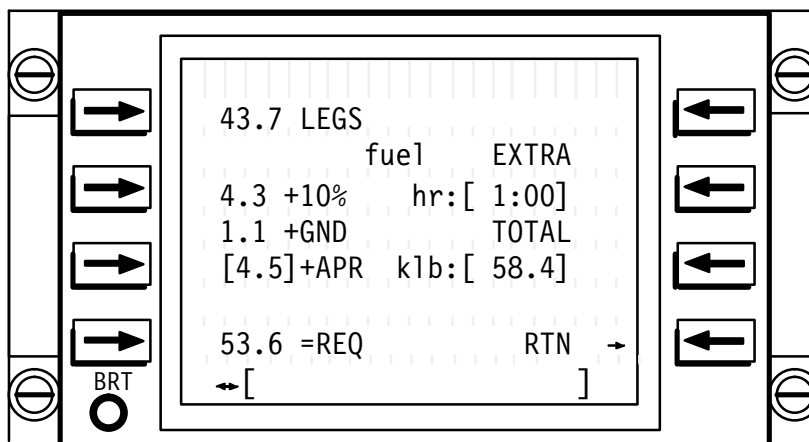 43.7 LEGS
fuel EXTRA
4.3 +10% hr:[ 1:00]
1.1 +GND TOTAL
[4.5]+APR klb:[ 58.4]
53.6 =REQ RTN →
↔[ ]
BRT